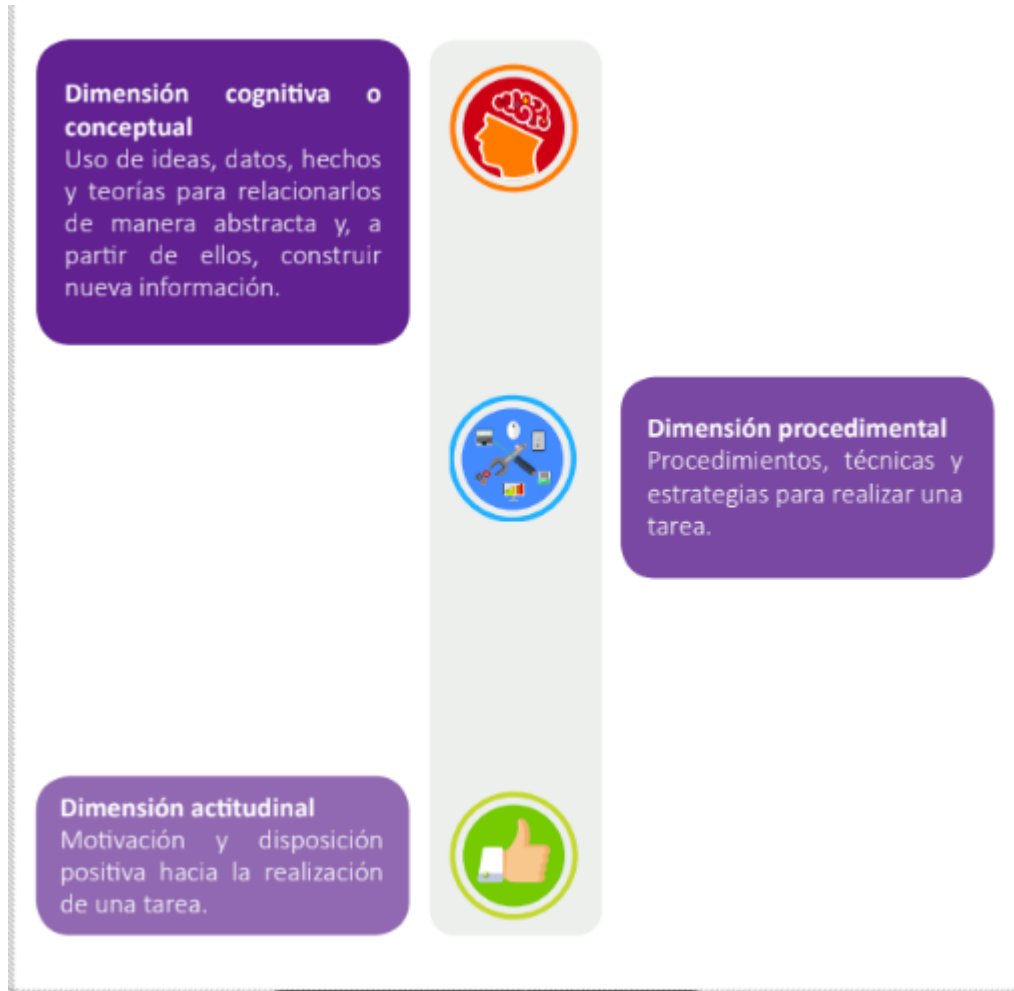 Dimensión cognitiva o
conceptual
Uso de ideas, datos, hechos
y teorías para relacionarlos
de manera abstracta y, a
partir de ellos, construir
nueva información.
Dimensión procedimental
Procedimientos, técnicas y
estrategias para realizar una
tarea.
Dimensión actitudinal
Motivación y disposición
positiva hacia la realización
de una tarea.